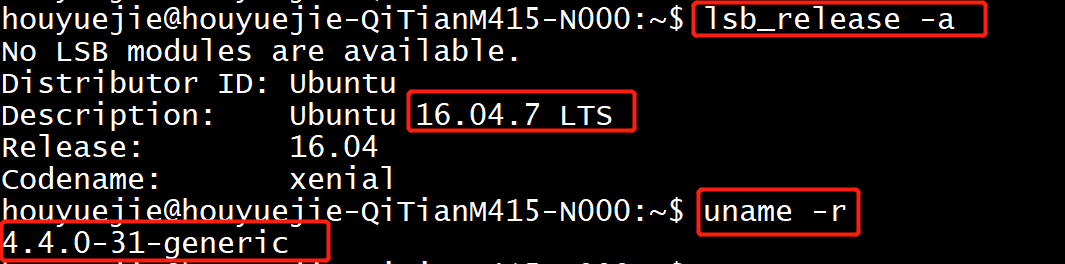 houyuejie@houyuejie-QiTianM415-N000:~$ lsb_release -a
No LSB modules are available.
Distributor ID: Ubuntu
Description:    Ubuntu 16.04.7 LTS
Release:        16.04
Codename:       xenial
houyuejie@houyuejie-QiTianM415-N000:~$ uname -r
4.4.0-31-generic